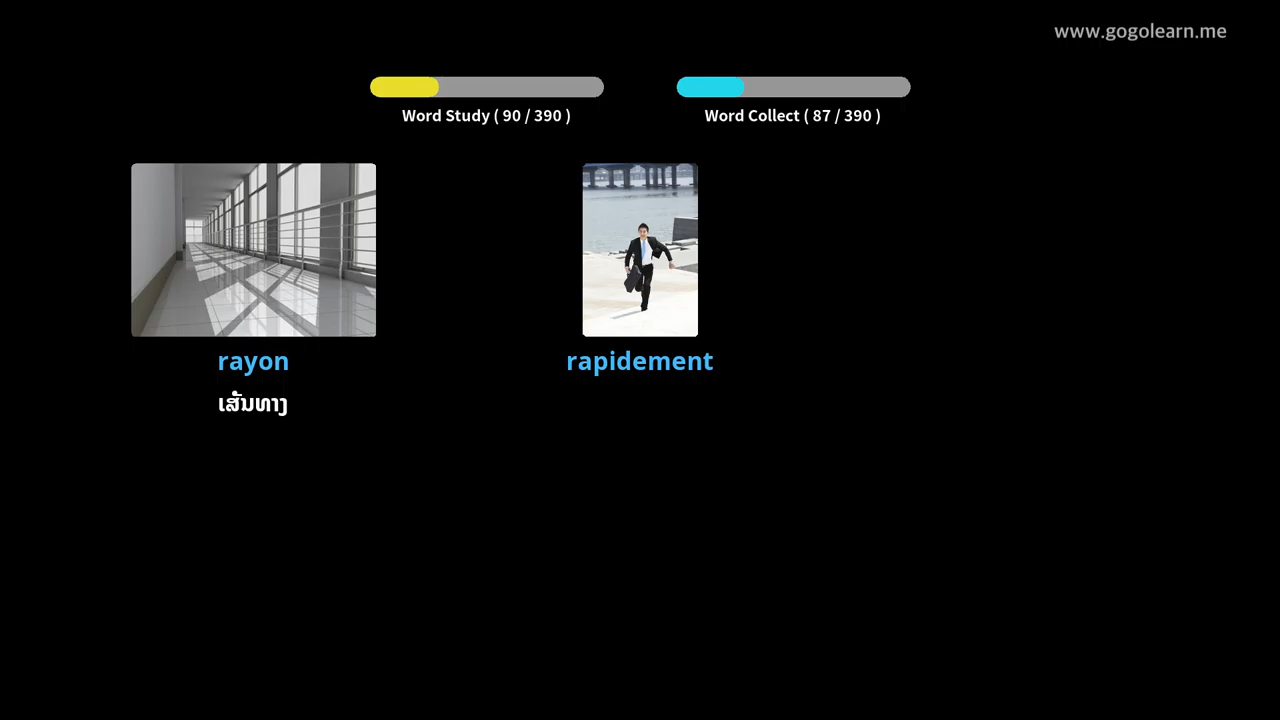 www.gogolearn.me
Word Study ( 90 / 390 )
Word Collect ( 87 / 390 )
rayon
rapidement
ເສັ້ນທາງ